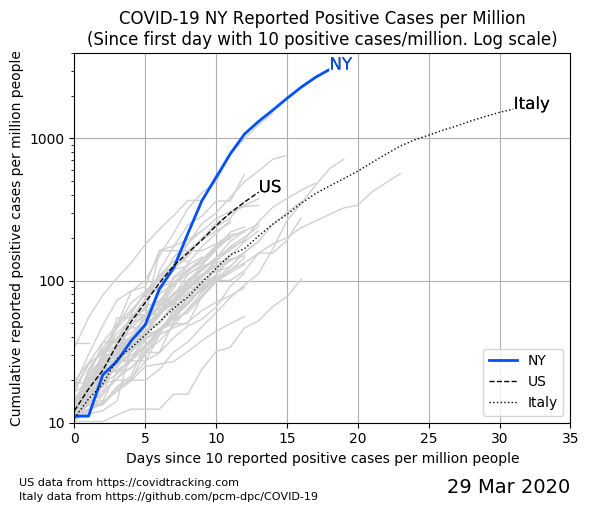 COVID-19 NY Reported Positive Cases per Million
(Since first day with 10 positive cases/million. Log scale)
Cumulative reported positive cases per million people
1000
100
10
NY
Italy
US
NY
US
Italy
0 5 10 15 20 25 30 35
Days since 10 reported positive cases per million people
US data from https://covidtracking.com
Italy data from https://github.com/pcm-dpc/COVID-19
29 Mar 2020